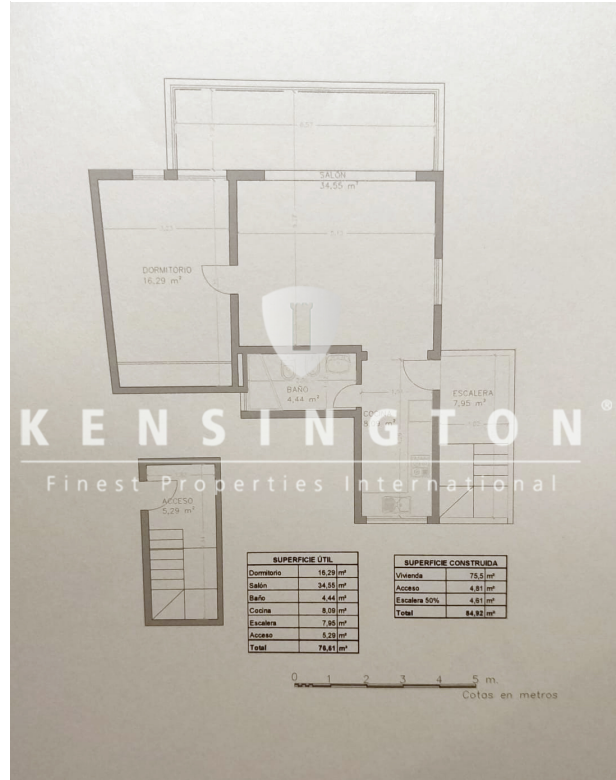 SALÓN
34,55 m²
DORMITORIO
16,29 m²
BAÑO
4,44 m²
ESCALERA
7,95 m²
KENSINGTON®
Finest Properties International
ACCESO
5,29 m²
SUPERFICIE ÚTIL
Dormitorio 16,29 m²
Salón 34,55 m²
Baño 4,44 m²
Cocina 8,09 m²
Escalera 7,95 m²
Acceso 5,29 m²
Total 76,61 m²
SUPERFICIE CONSTRUIDA
Vivienda 75,5 m²
Acceso 4,81 m²
Escalera 50% 4,61 m²
Total 84,92 m²
0 1 2 3 4 5 m.
Cotas en metros